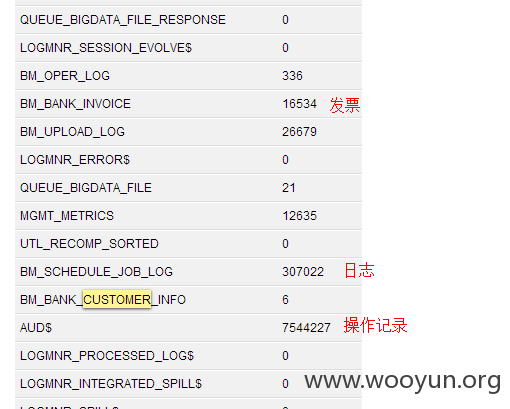 QUEUE_BIGDATA_FILE_RESPONSE 0
LOGMNR_SESSION_EVOLVE$ 0
BM_OPER_LOG 336
BM_BANK_INVOICE 16534 发票
BM_UPLOAD_LOG 26679
LOGMNR_ERROR$ 0
QUEUE_BIGDATA_FILE 21
MGMT_METRICS 12635
UTL_RECOMP_SORTED 0
BM_SCHEDULE_JOB_LOG 307022 日志
BM_BANK_CUSTOMER_INFO 6
AUD$ 7544227 操作记录
LOGMNR_PROCESSED_LOG$ 0
LOGMNR_INTEGRATED_SPILL$ 0
www.wooyun.org
LOGMNR_SPILL$ 0